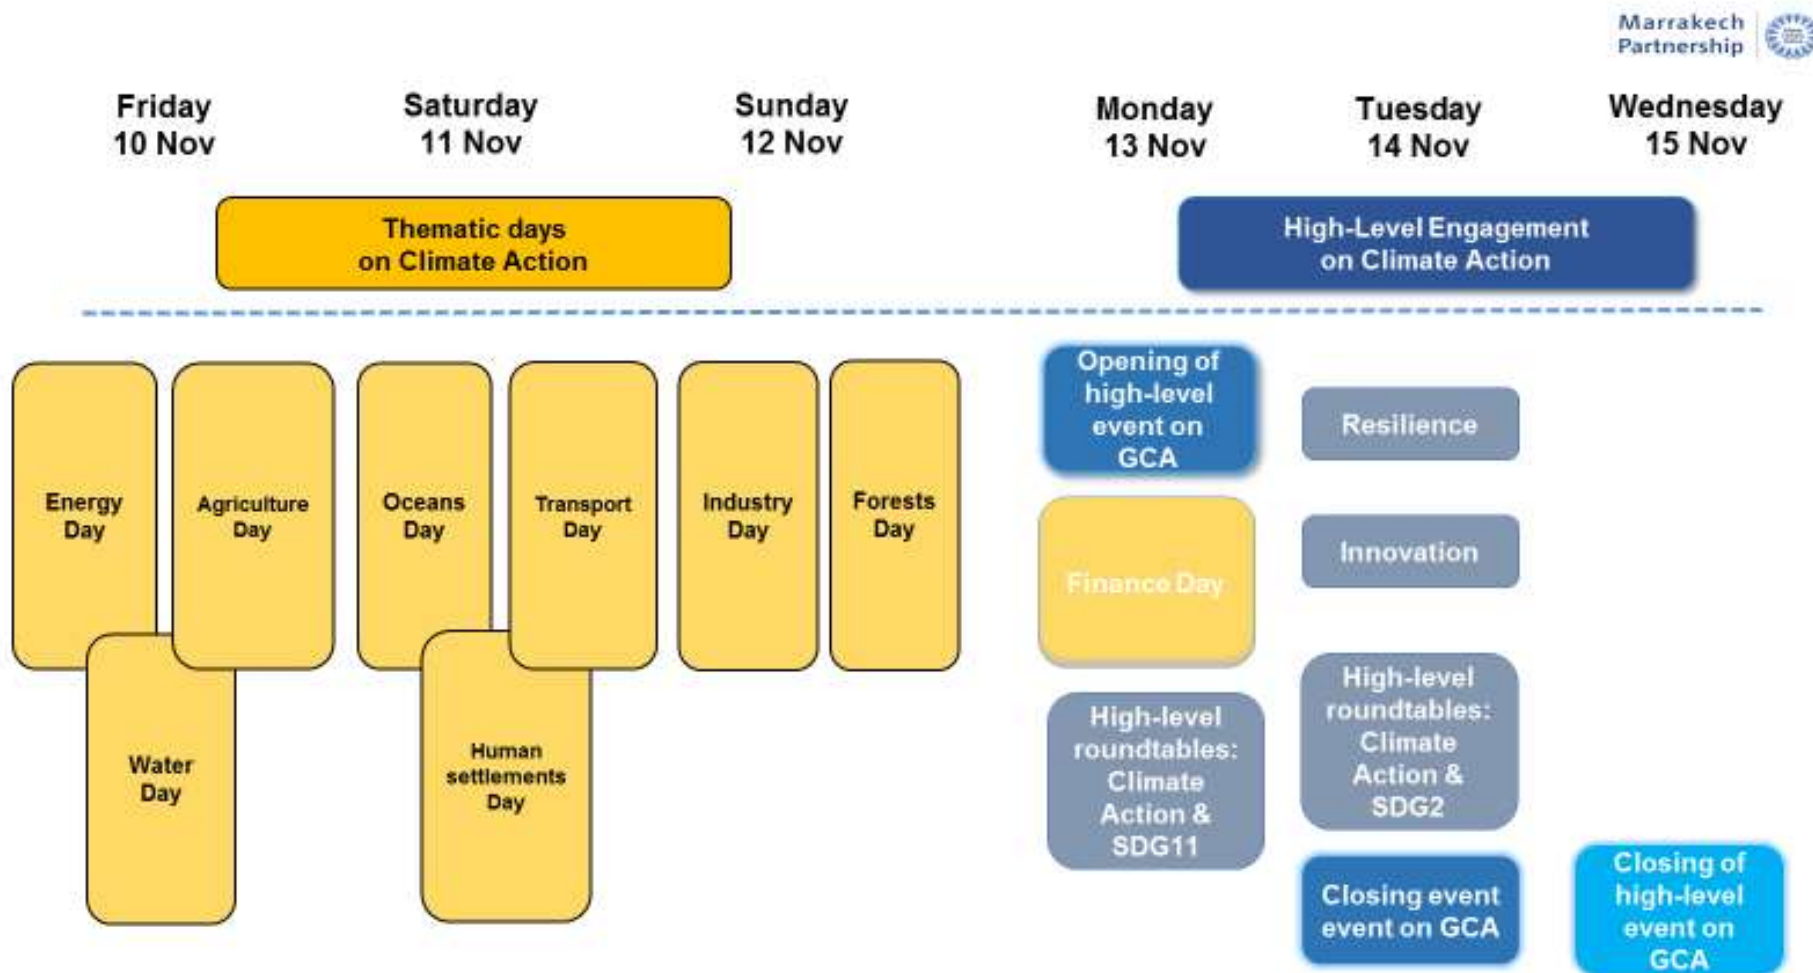 Marrakech
Partnership
Friday
10 Nov
Saturday
11 Nov
Sunday
12 Nov
Monday
13 Nov
Tuesday
14 Nov
Wednesday
15 Nov
Thematic days
on Climate Action
High-Level Engagement
on Climate Action
Energy
Day
Agriculture
Day
Oceans
Day
Transport
Day
Industry
Day
Forests
Day
Water
Day
Human
settlements
Day
Opening of
high-level
event on
GCA
Finance Day
High-level
roundtables:
Climate
Action &
SDG11
Resilience
Innovation
High-level
roundtables:
Climate
Action &
SDG2
Closing event
event on GCA
Closing of
high-level
event on
GCA